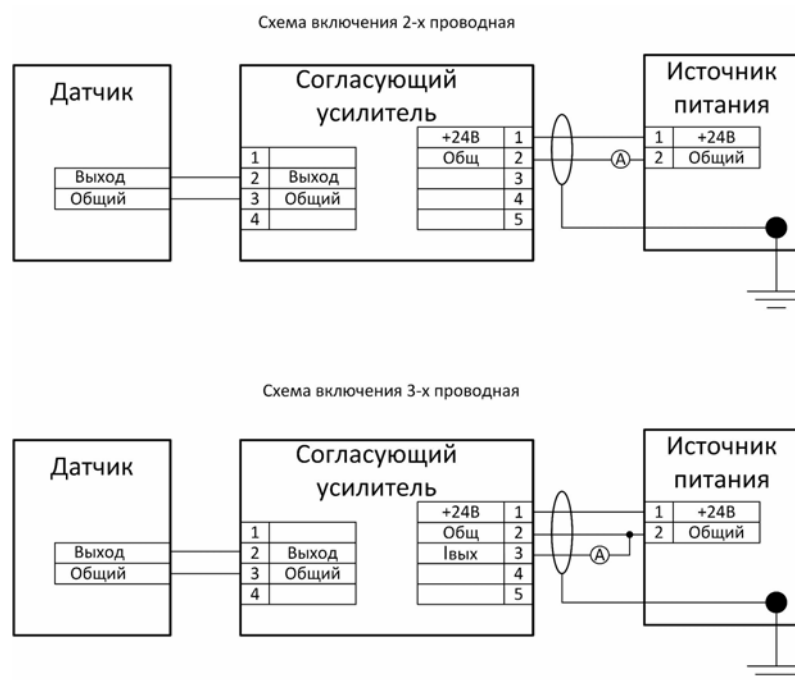 Схема включения 2-х проводная
Датчик
Выход
Общий
Согласующий
усилитель
1
2 Выход
3 Общий
4
+24В 1
Общ 2
3
4
5
A
Источник
питания
1 +24В
2 Общий
Схема включения 3-х проводная
Датчик
Выход
Общий
Согласующий
усилитель
1
2 Выход
3 Общий
4
+24В 1
Общ 2
Iвых 3
4
5
A
Источник
питания
1 +24В
2 Общий